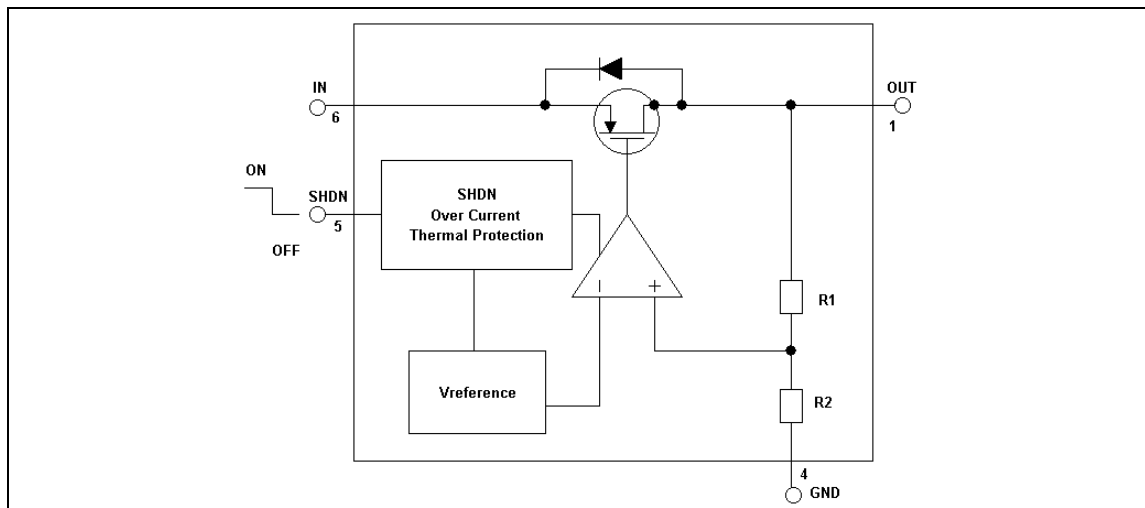 IN
6
OUT
1
ON
SHDN
5
OFF
SHDN
Over Current
Thermal Protection
− +
R1
Vreference
R2
4
GND